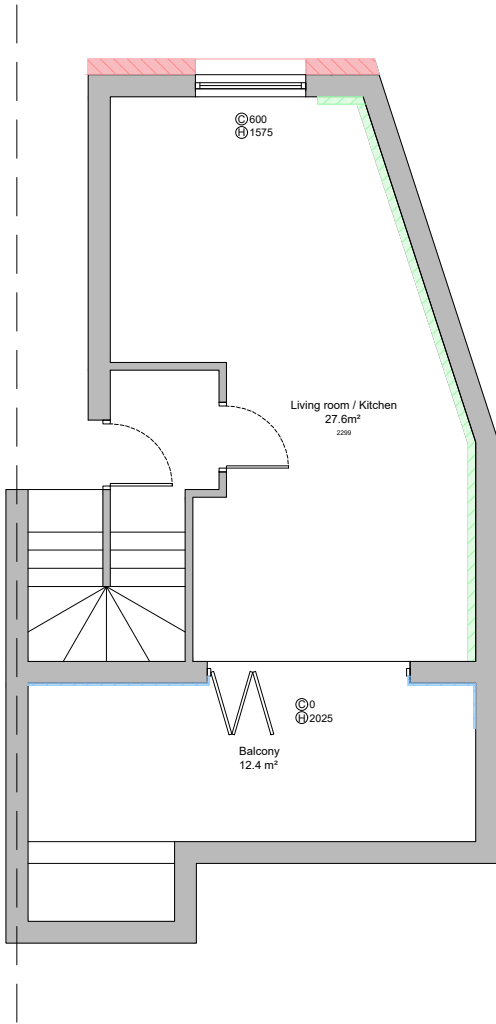 Ⓒ600
Ⓗ1575
Living room / Kitchen
27.6m²
2299
Ⓒ0
Ⓗ2025
Balcony
12.4 m²